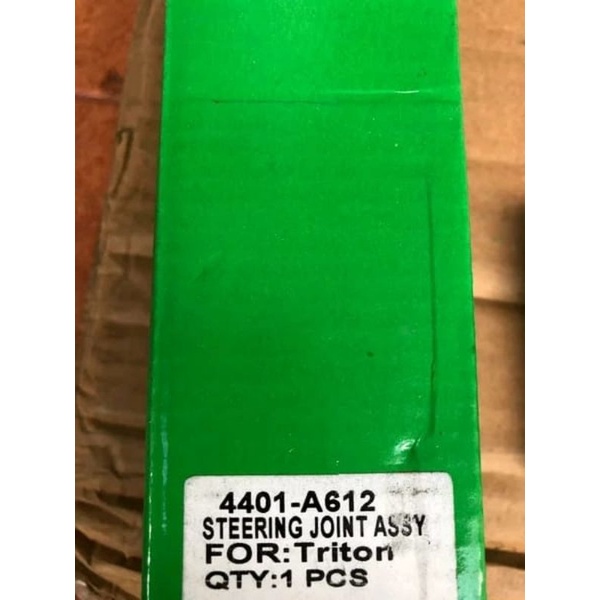 4401-A612
STEERING JOINT ASSY
FOR:Triton
QTY:1 PCS